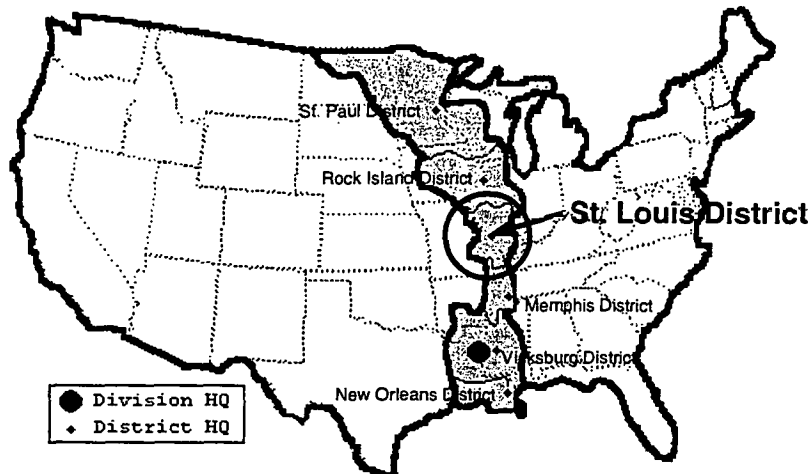 St. Paul District
Rock Island District
St. Louis District
Memphis District
Vicksburg District
New Orleans District
Division HQ
District HQ